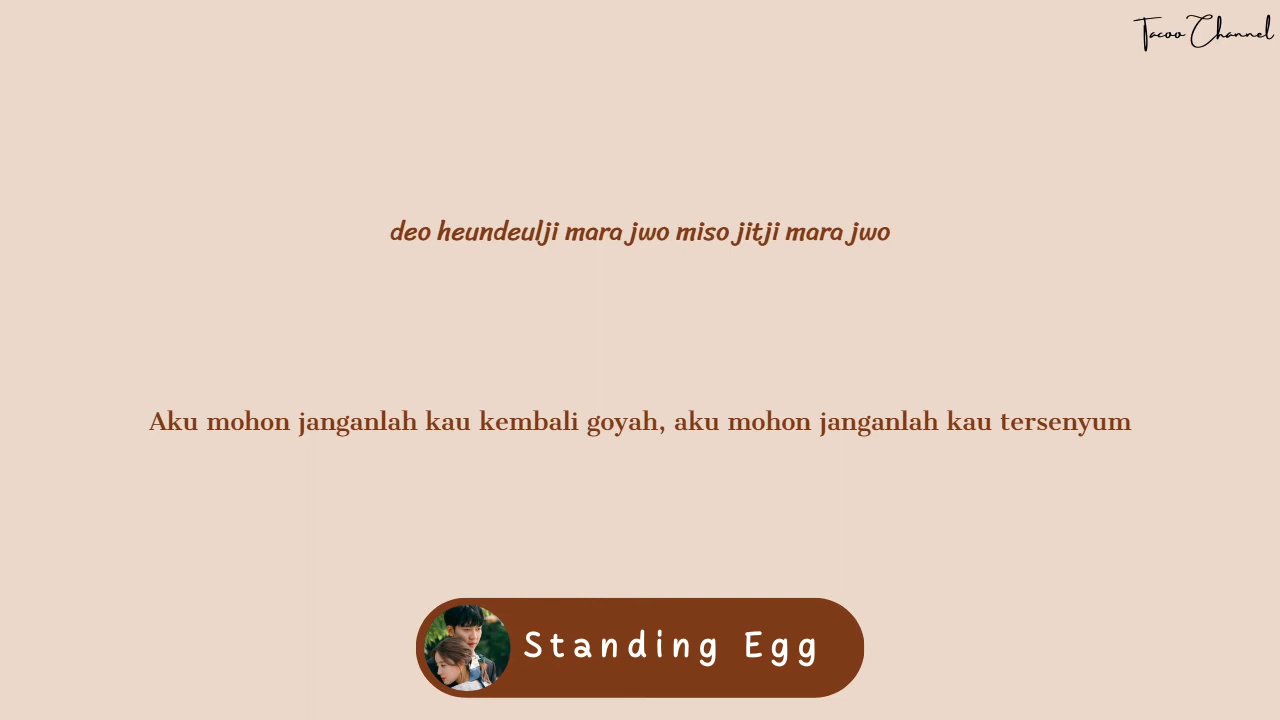 Tacoo Channel
deo heundeulji mara jwo miso jitji mara jwo
Aku mohon janganlah kau kembali goyah, aku mohon janganlah kau tersenyum
Standing Egg